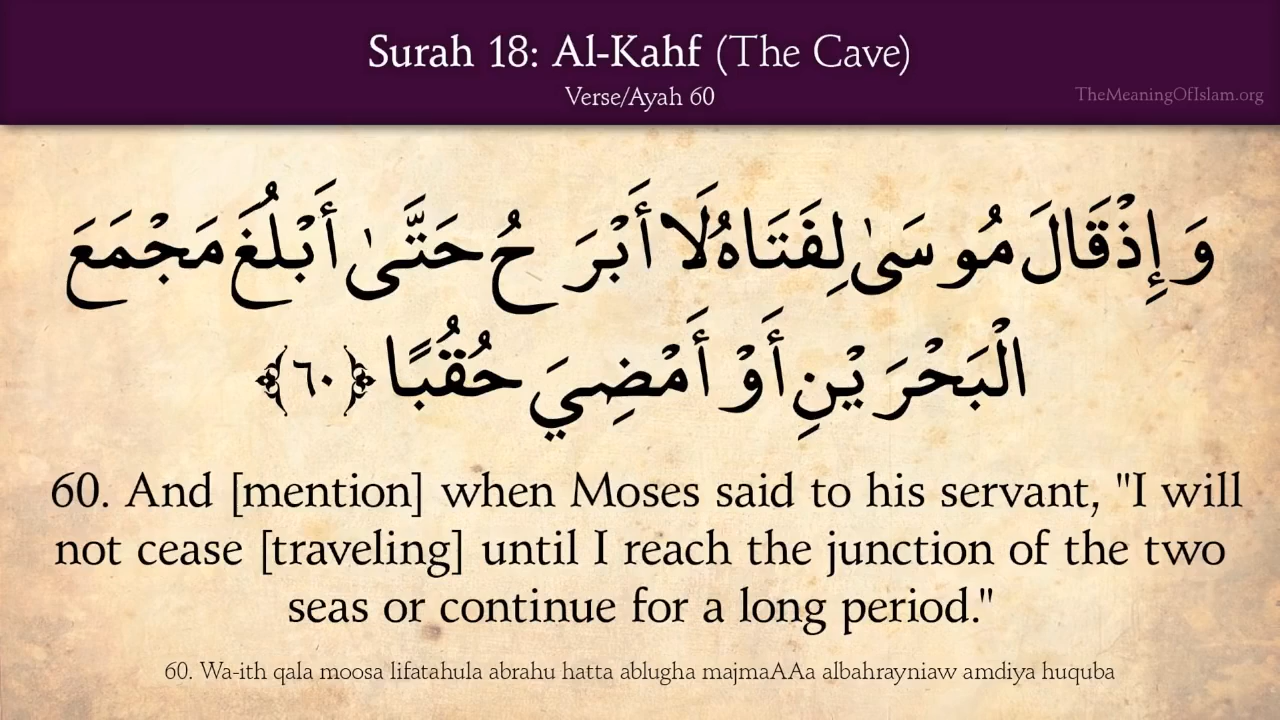 Surah 18: Al-Kahf (The Cave)
Verse/Ayah 60
TheMeaningOfIslam.org
وَإِذْ قَالَ مُوسَىٰ لِفَتَاهُ لَا أَبْرَحُ حَتَّىٰ أَبْلُغَ مَجْمَعَ
الْبَحْرَيْنِ أَوْ أَمْضِيَ حُقُبًا ﴿٦٠﴾
60. And [mention] when Moses said to his servant, "I will
not cease [traveling] until I reach the junction of the two
seas or continue for a long period."
60. Wa-ith qala moosa lifatahula abrahu hatta ablugha majmaAAa albahrayniaw amdiya huquba